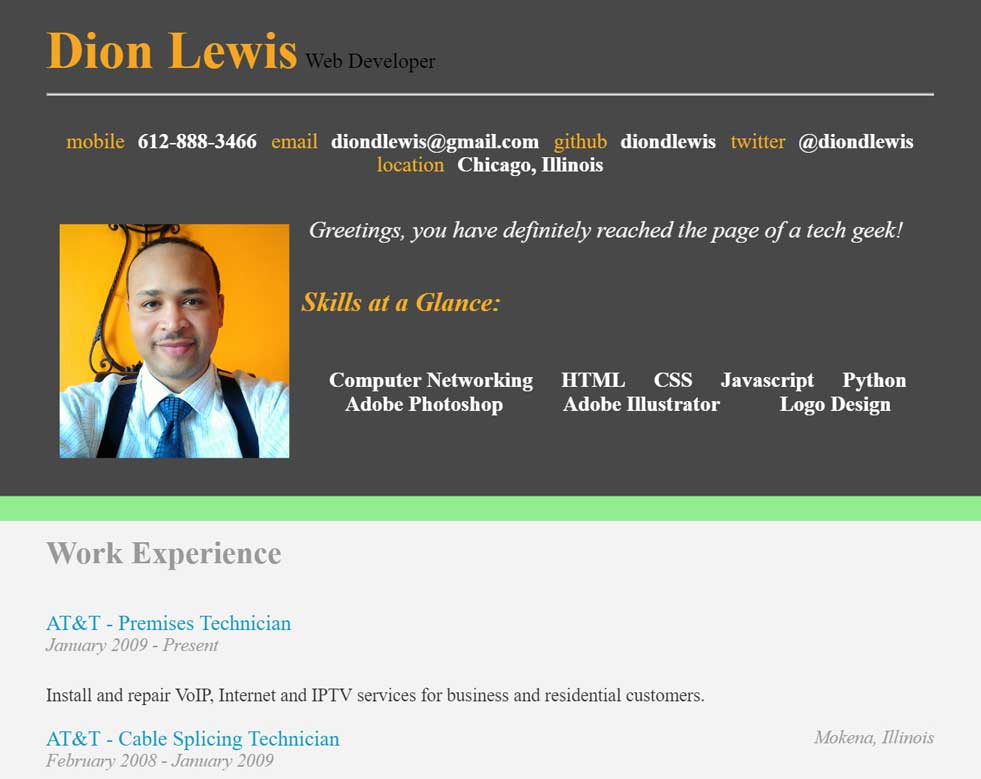 Dion Lewis Web Developer
mobile 612-888-3466 email diondlewis@gmail.com github diondlewis twitter @diondlewis
location Chicago, Illinois
Greetings, you have definitely reached the page of a tech geek!
Skills at a Glance:
Computer Networking HTML CSS Javascript Python
Adobe Photoshop Adobe Illustrator Logo Design
Work Experience
AT&T - Premises Technician
January 2009 - Present
Install and repair VoIP, Internet and IPTV services for business and residential customers.
AT&T - Cable Splicing Technician Mokena, Illinois
February 2008 - January 2009